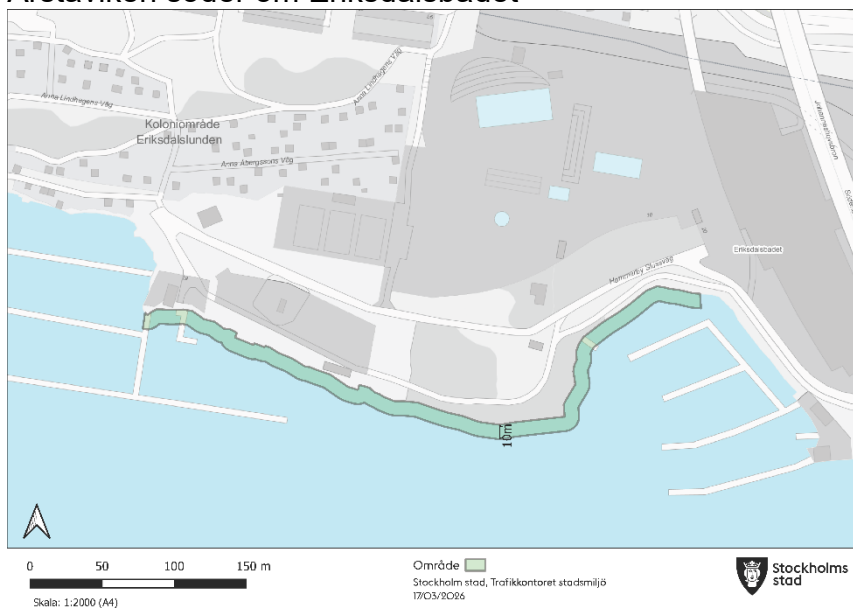 Årstaviken söder om Eriksdalsbadet
Anna Lindhagens Väg
Anna Lindhagens Väg
Koloniområde
Eriksdalslunden
Anna Åbergssons Väg
Johanneshovsbron
Eriksdalsbadet
Hammarby Slussväg
10m
0 50 100 150 m
Skala: 1:2000 (A4)
Område
Stockholm stad, Trafikkontoret stadsmiljö
17/03/2026
Stockholms
stad